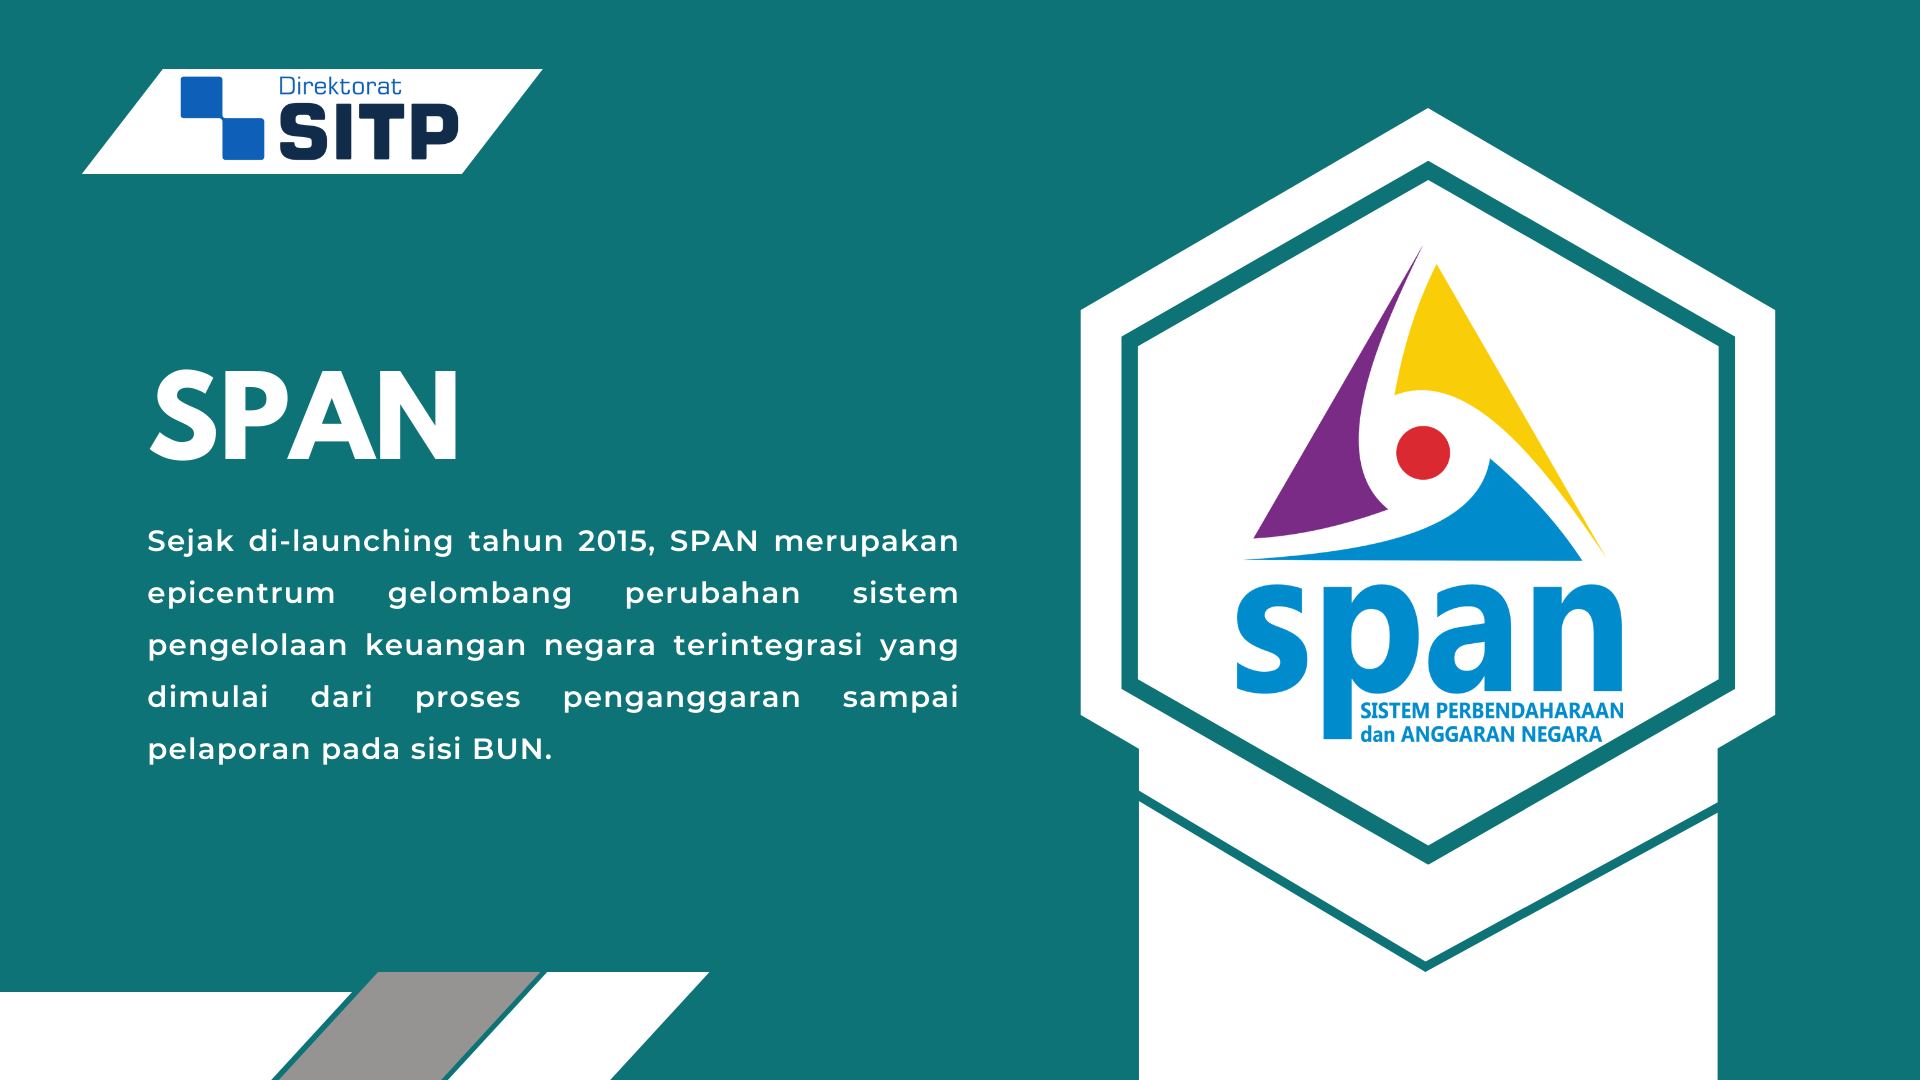 Direktorat
SITP
SPAN
Sejak di-launching tahun 2015, SPAN merupakan
epicentrum gelombang perubahan sistem
pengelolaan keuangan negara terintegrasi yang
dimulai dari proses penganggaran sampai
pelaporan pada sisi BUN.
span
SISTEM PERBENDAHARAAN
dan ANGGARAN NEGARA